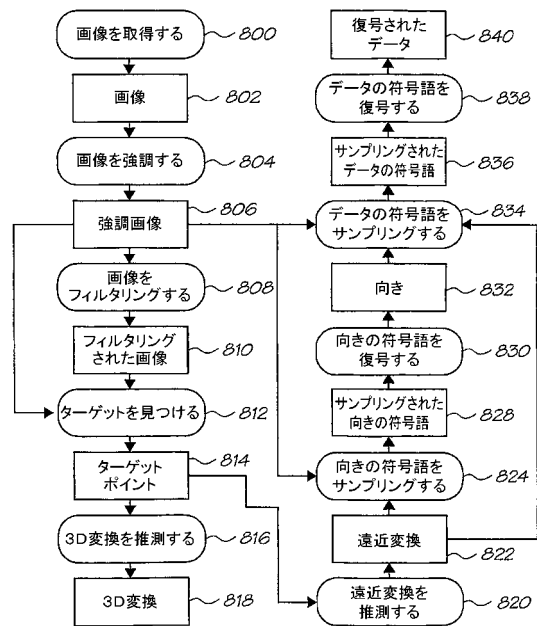 画像を取得する
800
画像
802
画像を強調する
804
強調画像
806
画像を
フィルタリングする
808
フィルタリング
された画像
810
ターゲットを見つける
812
ターゲット
ポイント
814
3D変換を推測する
816
3D変換
818
復号された
データ
840
データの符号語を
復号する
838
サンプリングされた
データの符号語
836
データの符号語を
サンプリングする
834
向き
832
向きの符号語を
復号する
830
サンプリングされた
向きの符号語
828
向きの符号語を
サンプリングする
824
遠近変換
822
遠近変換を
推測する
820